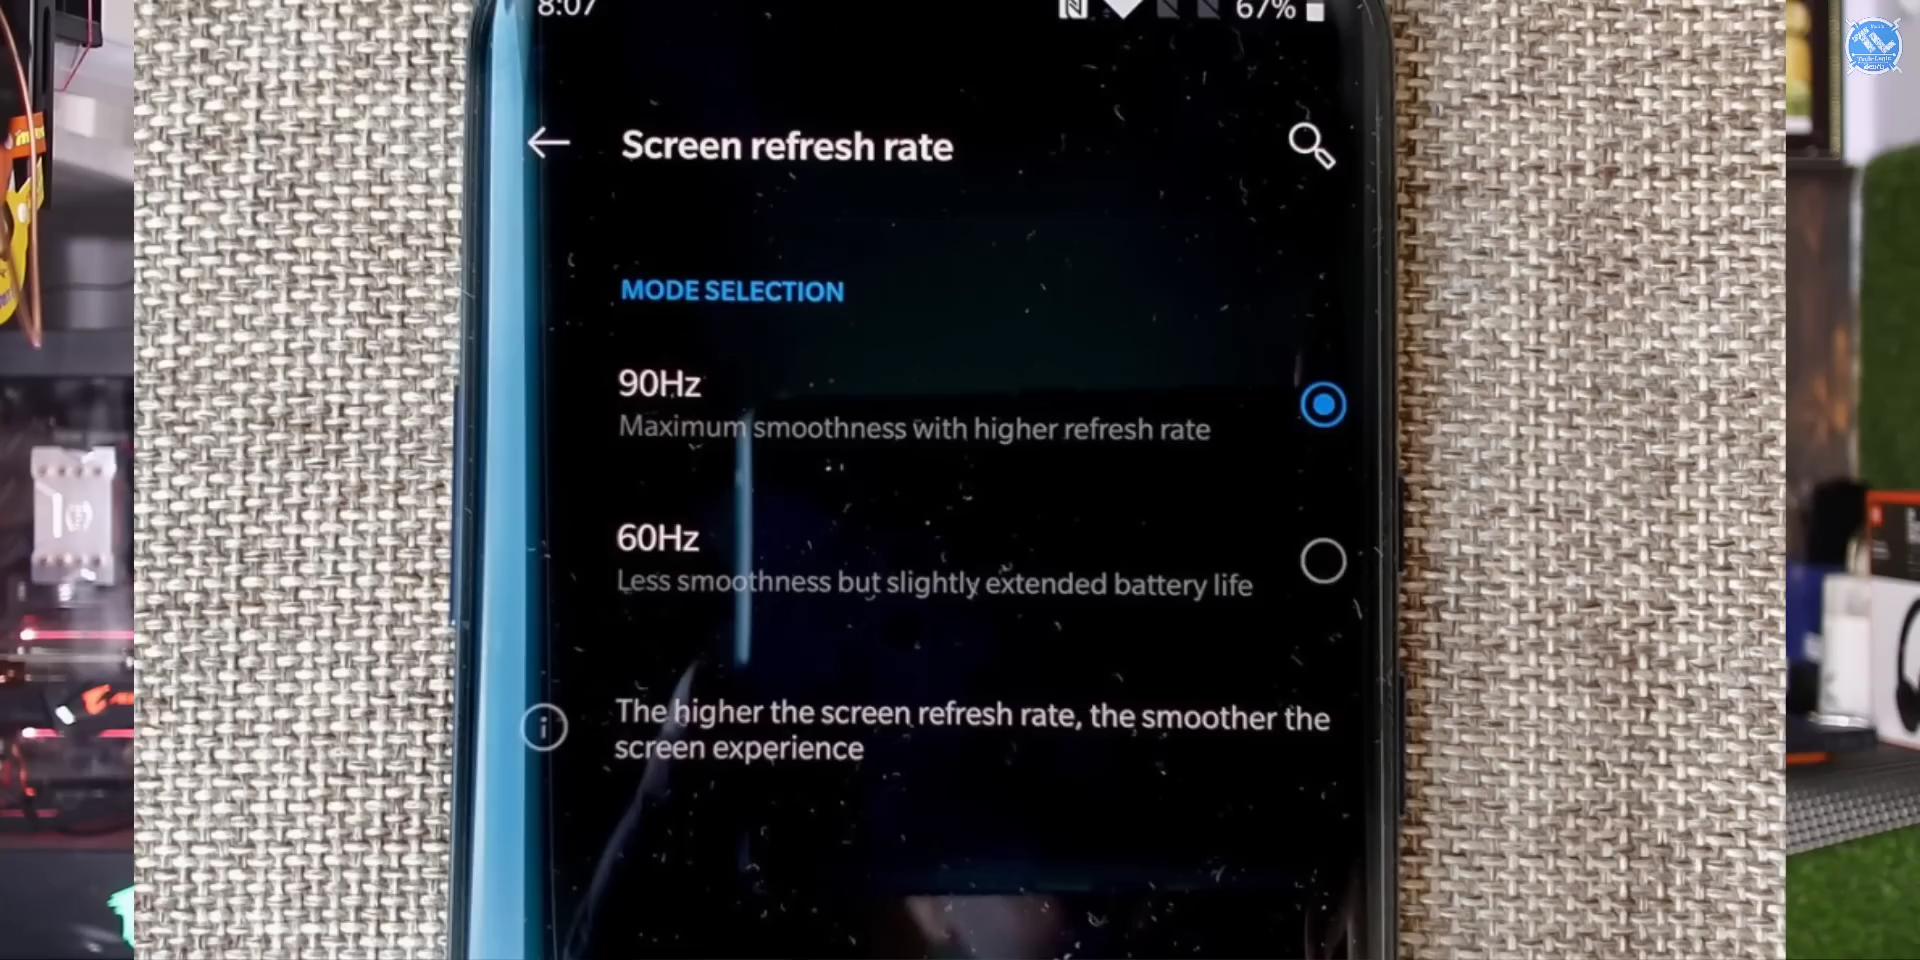 8:07
67%
Screen refresh rate
MODE SELECTION
90Hz
Maximum smoothness with higher refresh rate
60Hz
Less smoothness but slightly extended battery life
The higher the screen refresh rate, the smoother the
screen experience